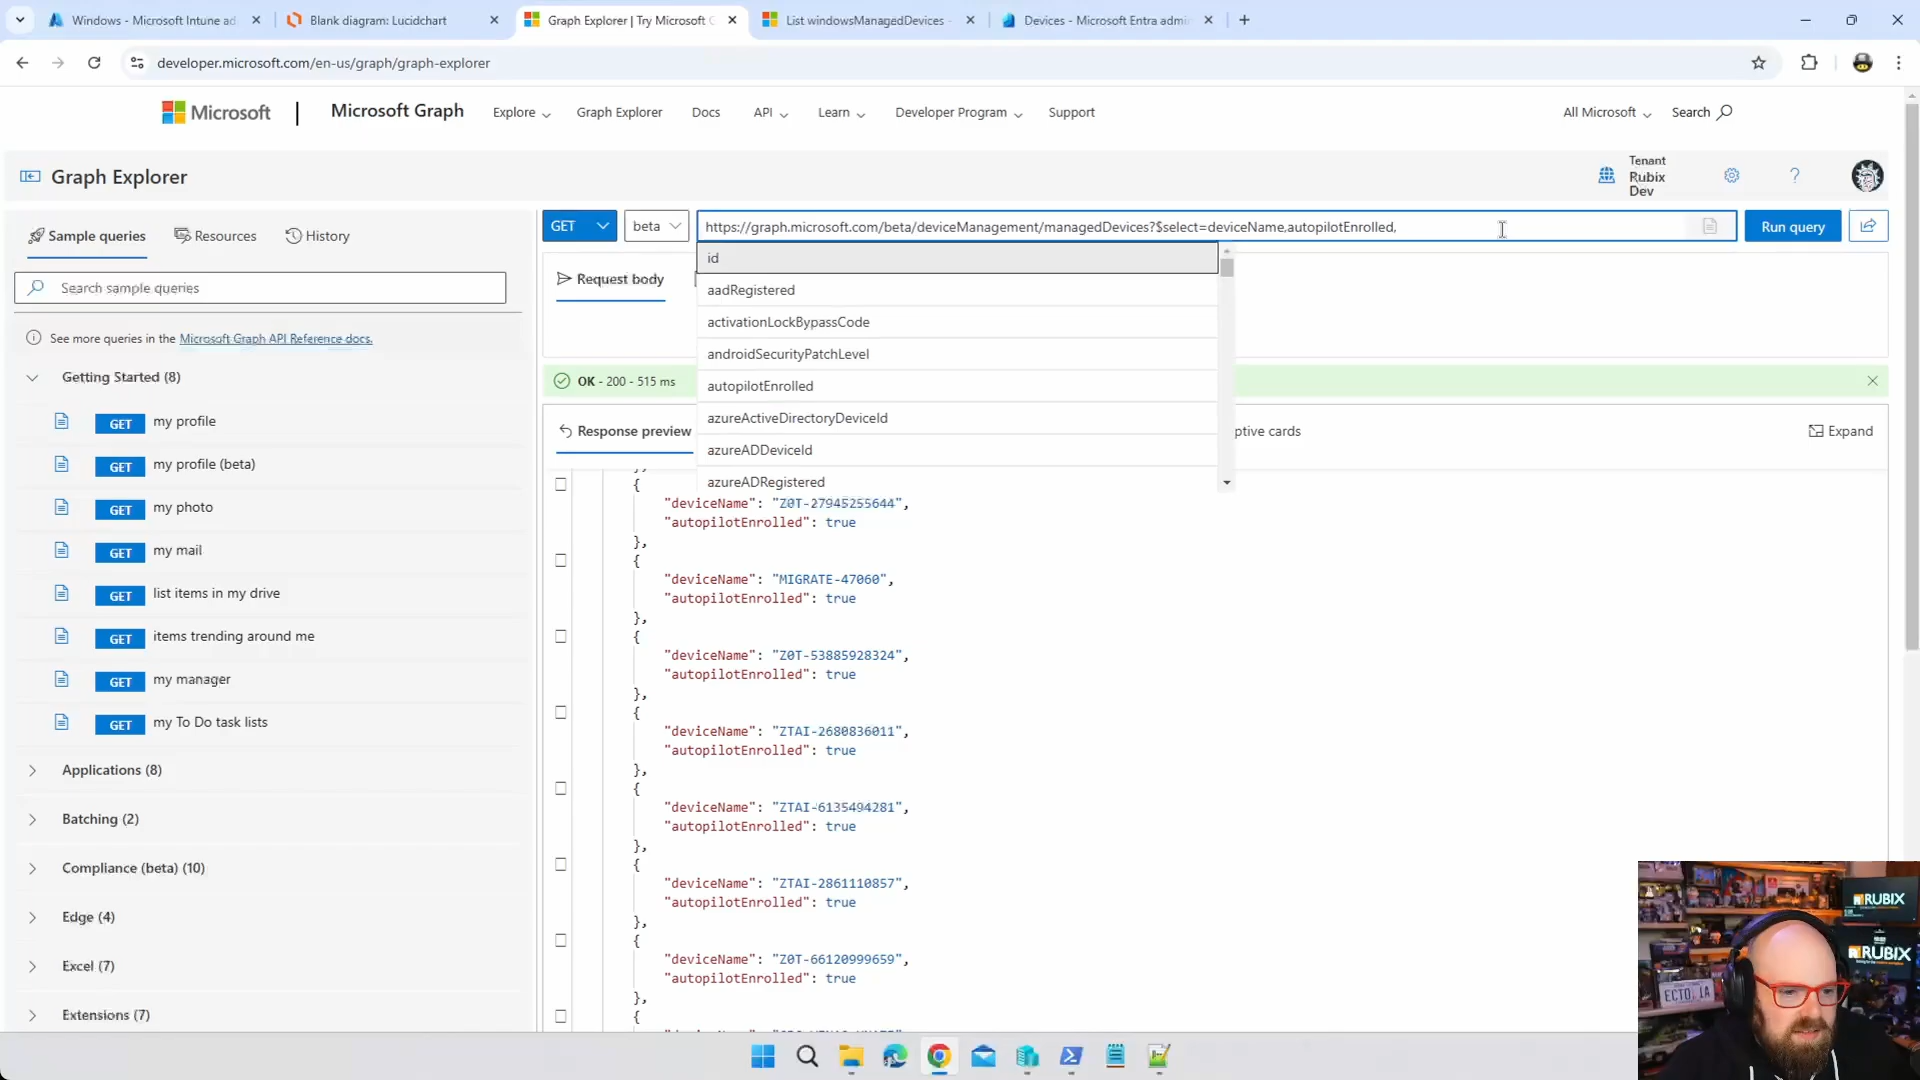 Windows - Microsoft Intune ad
Blank diagram: Lucidchart
Graph Explorer | Try Microsoft G
List windowsManagedDevices -
Devices - Microsoft Entra admin
developer.microsoft.com/en-us/graph/graph-explorer
Microsoft
Microsoft Graph
Explore
Graph Explorer
Docs
API
Learn
Developer Program
Support
All Microsoft
Search
Graph Explorer
Tenant
Rubix
Dev
Sample queries
Resources
History
GET
beta
https://graph.microsoft.com/beta/deviceManagement/managedDevices?$select=deviceName,autopilotEnrolled,
Run query
Search sample queries
See more queries in the Microsoft Graph API Reference docs.
Getting Started (8)
GET my profile
GET my profile (beta)
GET my photo
GET my mail
GET list items in my drive
GET items trending around me
GET my manager
GET my To Do task lists
Applications (8)
Batching (2)
Compliance (beta) (10)
Edge (4)
Excel (7)
Extensions (7)
Request body
id
aadRegistered
activationLockBypassCode
androidSecurityPatchLevel
autopilotEnrolled
azureActiveDirectoryDeviceId
azureADDeviceId
azureADRegistered
OK - 200 - 515 ms
Response preview
ptive cards
Expand
{
"deviceName": "Z0T-27945255644",
"autopilotEnrolled": true
},
{
"deviceName": "MIGRATE-47060",
"autopilotEnrolled": true
},
{
"deviceName": "Z0T-53885928324",
"autopilotEnrolled": true
},
{
"deviceName": "ZTAI-2680836011",
"autopilotEnrolled": true
},
{
"deviceName": "ZTAI-6135494281",
"autopilotEnrolled": true
},
{
"deviceName": "ZTAI-2861110857",
"autopilotEnrolled": true
},
{
"deviceName": "Z0T-66120999659",
"autopilotEnrolled": true
},
{
RUBIX
RUBIX
ECTO, 1A